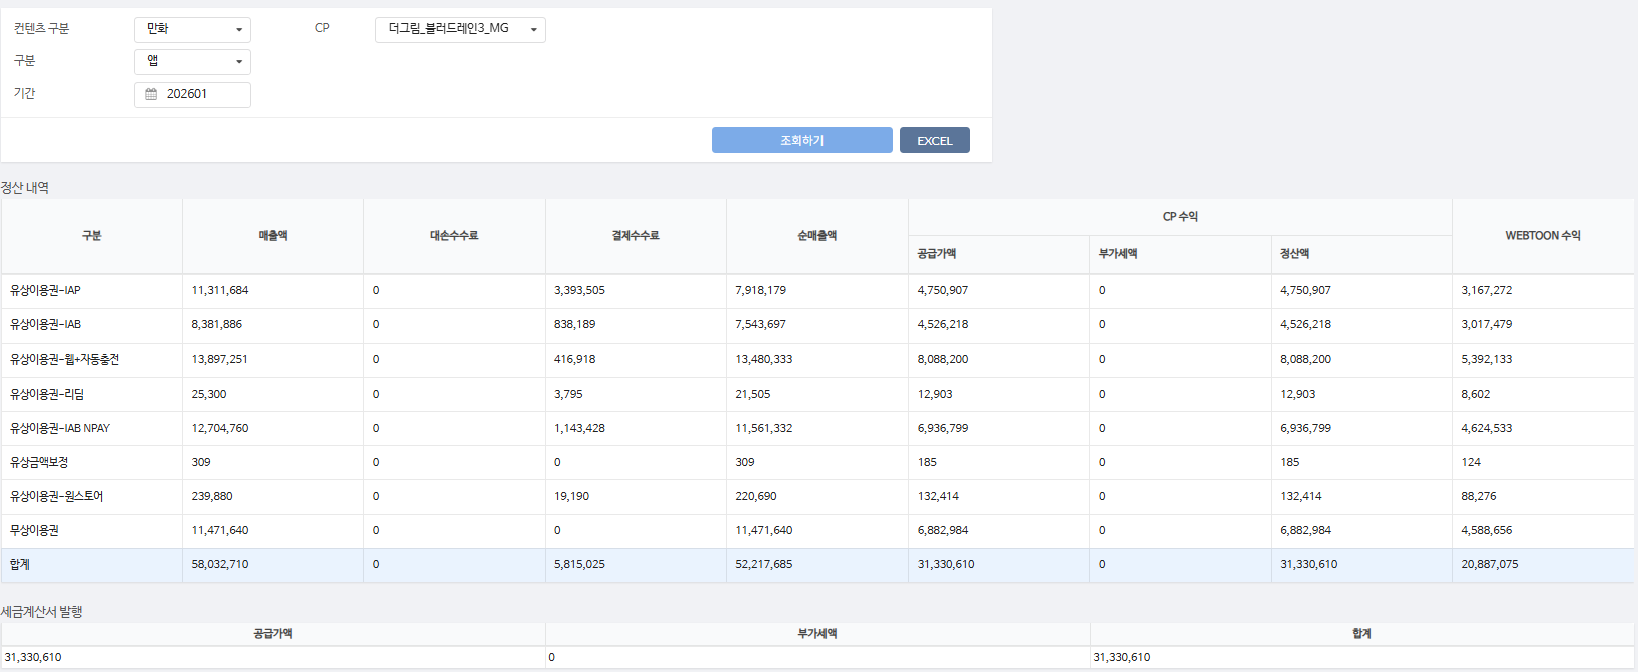 컨텐츠 구분 만화 CP 더그림_블러드레인3_MG
구분 앱
기간 202601
조회하기 EXCEL
정산 내역
구분 매출액 대손수수료 결제수수료 순매출액 CP 수익 WEBTOON 수익
공급가액 부가세액 정산액
유상이용권-IAP 11,311,684 0 3,393,505 7,918,179 4,750,907 0 4,750,907 3,167,272
유상이용권-IAB 8,381,886 0 838,189 7,543,697 4,526,218 0 4,526,218 3,017,479
유상이용권-웹+자동충전 13,897,251 0 416,918 13,480,333 8,088,200 0 8,088,200 5,392,133
유상이용권-리딤 25,300 0 3,795 21,505 12,903 0 12,903 8,602
유상이용권-IAB NPAY 12,704,760 0 1,143,428 11,561,332 6,936,799 0 6,936,799 4,624,533
유상금액보정 309 0 0 309 185 0 185 124
유상이용권-원스토어 239,880 0 19,190 220,690 132,414 0 132,414 88,276
무상이용권 11,471,640 0 0 11,471,640 6,882,984 0 6,882,984 4,588,656
합계 58,032,710 0 5,815,025 52,217,685 31,330,610 0 31,330,610 20,887,075
세금계산서 발행
공급가액 부가세액 합계
31,330,610 0 31,330,610